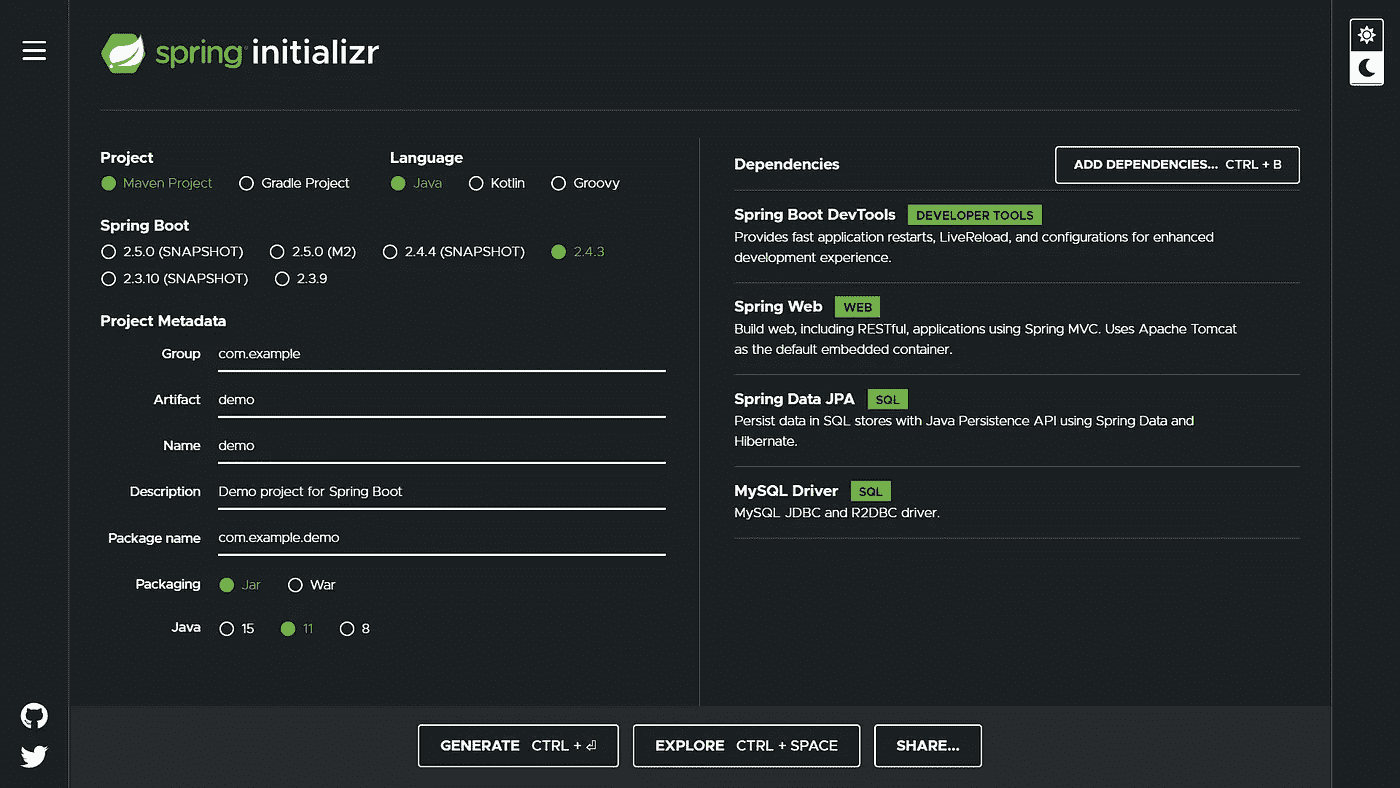 spring initializr
Project
Maven Project Gradle Project
Language
Java Kotlin Groovy
Spring Boot
2.5.0 (SNAPSHOT) 2.5.0 (M2) 2.4.4 (SNAPSHOT) 2.4.3
2.3.10 (SNAPSHOT) 2.3.9
Project Metadata
Group com.example
Artifact demo
Name demo
Description Demo project for Spring Boot
Package name com.example.demo
Packaging Jar War
Java 15 11 8
Dependencies
ADD DEPENDENCIES... CTRL + B
Spring Boot DevTools DEVELOPER TOOLS
Provides fast application restarts, LiveReload, and configurations for enhanced
development experience.
Spring Web WEB
Build web, including RESTful, applications using Spring MVC. Uses Apache Tomcat
as the default embedded container.
Spring Data JPA SQL
Persist data in SQL stores with Java Persistence API using Spring Data and
Hibernate.
MySQL Driver SQL
MySQL JDBC and R2DBC driver.
GENERATE CTRL + ⏎
EXPLORE CTRL + SPACE
SHARE...